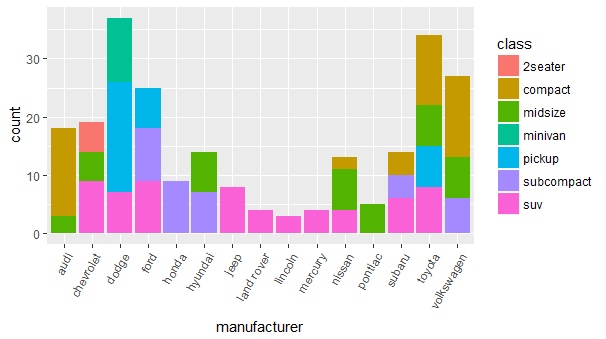 count
30
20
10
0
audi
chevrolet
dodge
ford
honda
hyundai
jeep
land rover
lincoln
mercury
nissan
pontiac
subaru
toyota
volkswagen
manufacturer
class
2seater
compact
midsize
minivan
pickup
subcompact
suv